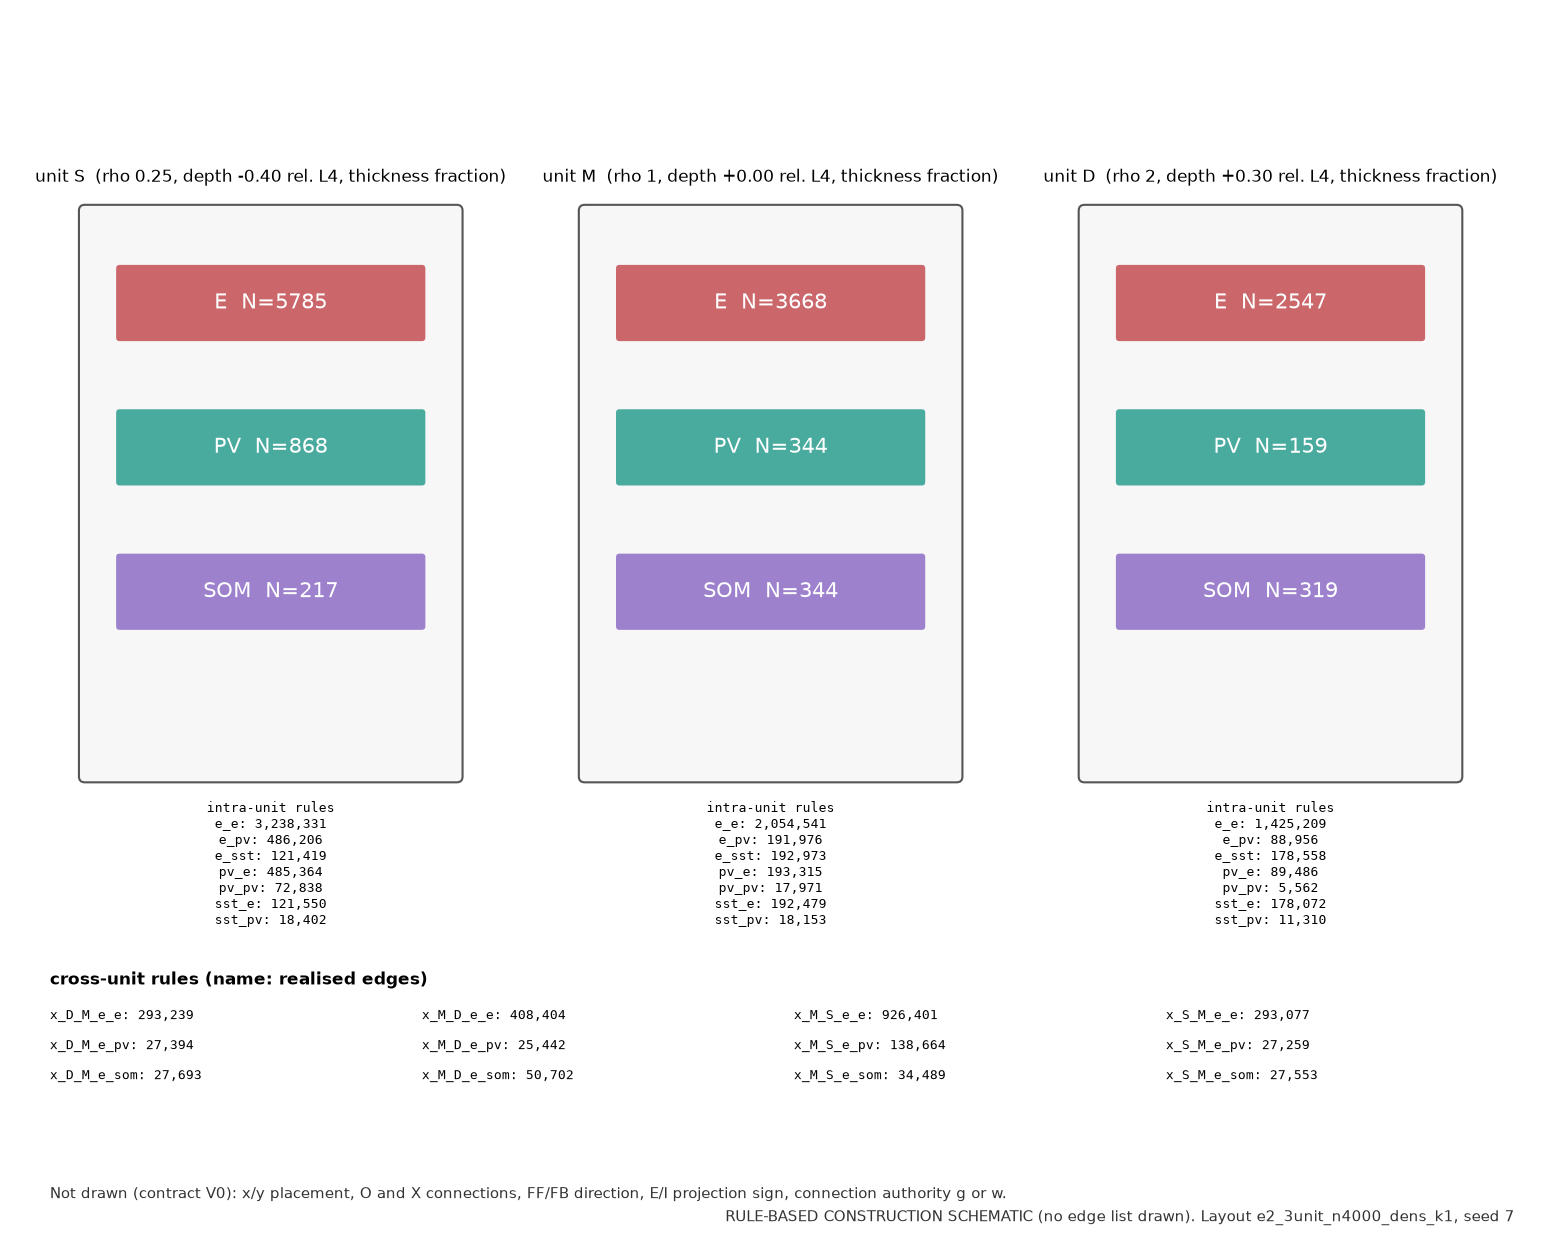 unit S  (rho 0.25, depth -0.40 rel. L4, thickness fraction)
unit M  (rho 1, depth +0.00 rel. L4, thickness fraction)
unit D  (rho 2, depth +0.30 rel. L4, thickness fraction)
E  N=5785
E  N=3668
E  N=2547
PV  N=868
PV  N=344
PV  N=159
SOM  N=217
SOM  N=344
SOM  N=319
intra-unit rules
e_e: 3,238,331
e_pv: 486,206
e_sst: 121,419
pv_e: 485,364
pv_pv: 72,838
sst_e: 121,550
sst_pv: 18,402
intra-unit rules
e_e: 2,054,541
e_pv: 191,976
e_sst: 192,973
pv_e: 193,315
pv_pv: 17,971
sst_e: 192,479
sst_pv: 18,153
intra-unit rules
e_e: 1,425,209
e_pv: 88,956
e_sst: 178,558
pv_e: 89,486
pv_pv: 5,562
sst_e: 178,072
sst_pv: 11,310
cross-unit rules (name: realised edges)
x_D_M_e_e: 293,239
x_M_D_e_e: 408,404
x_M_S_e_e: 926,401
x_S_M_e_e: 293,077
x_D_M_e_pv: 27,394
x_M_D_e_pv: 25,442
x_M_S_e_pv: 138,664
x_S_M_e_pv: 27,259
x_D_M_e_som: 27,693
x_M_D_e_som: 50,702
x_M_S_e_som: 34,489
x_S_M_e_som: 27,553
Not drawn (contract V0): x/y placement, O and X connections, FF/FB direction, E/I projection sign, connection authority g or w.
RULE-BASED CONSTRUCTION SCHEMATIC (no edge list drawn). Layout e2_3unit_n4000_dens_k1, seed 7